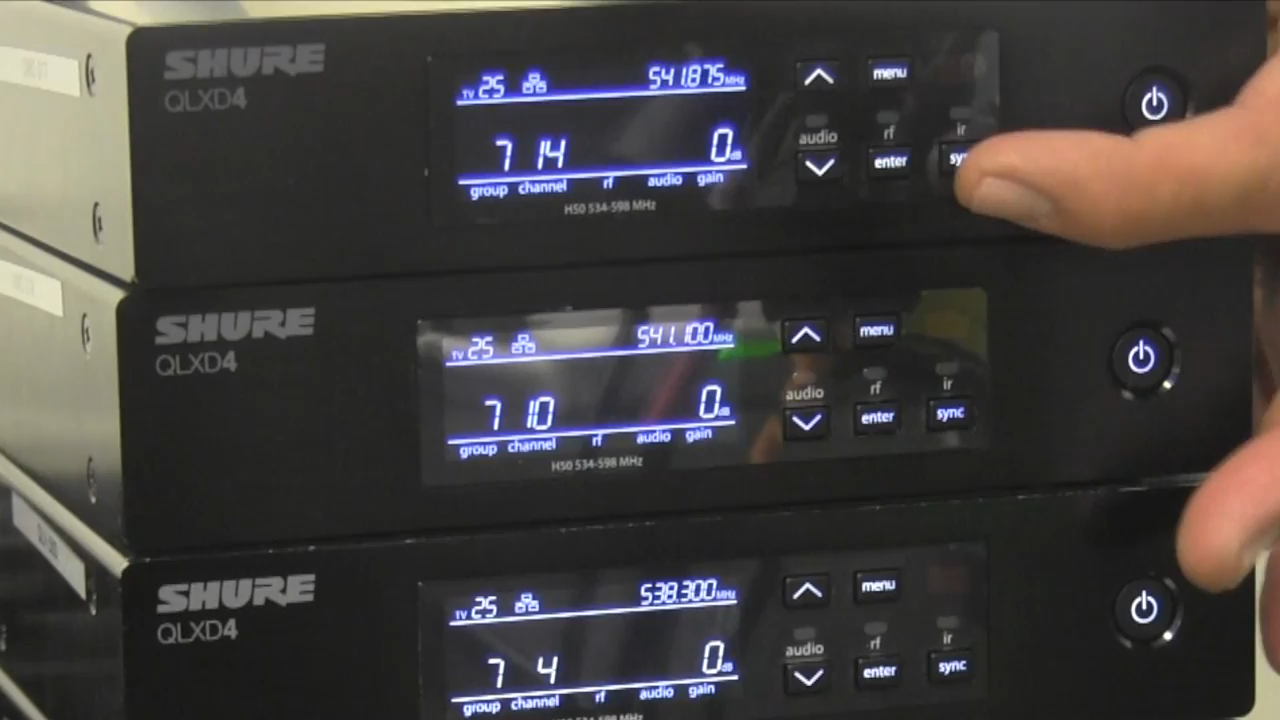 SHURE
QLXD4
TV 25 541.875 MHz
7 14 0 dB
group channel rf audio gain
H50 534-598 MHz
menu
audio rf ir
enter
SHURE
QLXD4
TV 25 541.100 MHz
7 10 0 dB
group channel rf audio gain
H50 534-598 MHz
menu
audio rf ir
enter sync
SHURE
QLXD4
TV 25 538.300 MHz
7 4 0 dB
group channel rf audio gain
menu
audio rf ir
enter sync